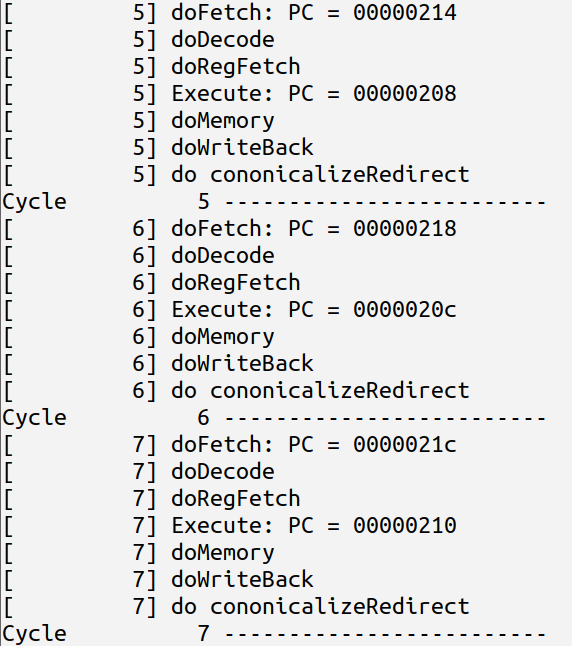 [         5] doFetch: PC = 00000214
[         5] doDecode
[         5] doRegFetch
[         5] Execute: PC = 00000208
[         5] doMemory
[         5] doWriteBack
[         5] do cononicalizeRedirect
Cycle          5 -------------------------
[         6] doFetch: PC = 00000218
[         6] doDecode
[         6] doRegFetch
[         6] Execute: PC = 0000020c
[         6] doMemory
[         6] doWriteBack
[         6] do cononicalizeRedirect
Cycle          6 -------------------------
[         7] doFetch: PC = 0000021c
[         7] doDecode
[         7] doRegFetch
[         7] Execute: PC = 00000210
[         7] doMemory
[         7] doWriteBack
[         7] do cononicalizeRedirect
Cycle          7 -------------------------